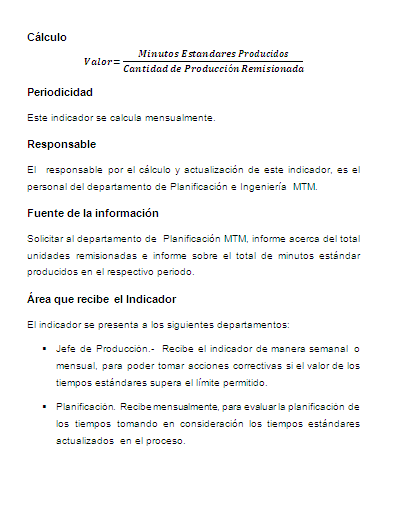 Cálculo
Valor= Minutos Estandares Producidos
Cantidad de Producción Remisionada
Periodicidad
Este indicador se calcula mensualmente.
Responsable
El responsable por el cálculo y actualización de este indicador, es el
personal del departamento de Planificación e Ingeniería MTM.
Fuente de la información
Solicitar al departamento de Planificación MTM, informe acerca del total
unidades remisionadas e informe sobre el total de minutos estándar
producidos en el respectivo periodo.
Área que recibe el Indicador
El indicador se presenta a los siguientes departamentos:
▪ Jefe de Producción.- Recibe el indicador de manera semanal o
mensual, para poder tomar acciones correctivas si el valor de los
tiempos estándares supera el límite permitido.
▪ Planificación. Recibe mensualmente, para evaluar la planificación de
los tiempos tomando en consideración los tiempos estándares
actualizados en el proceso.